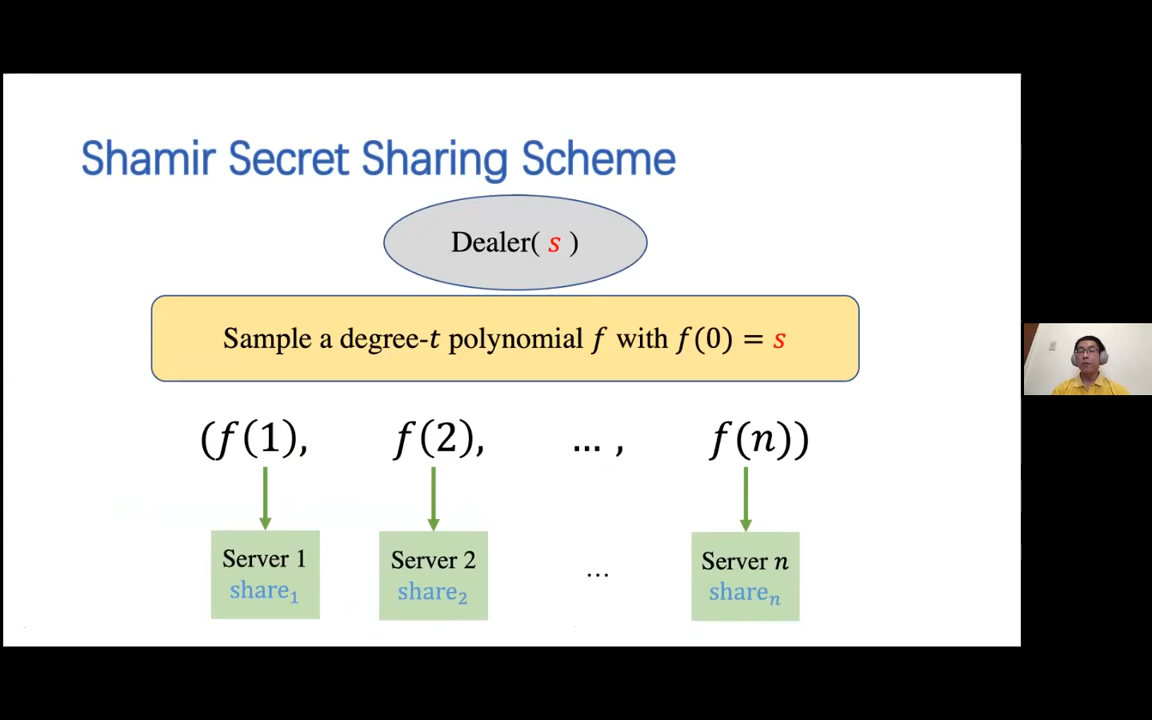 Shamir Secret Sharing Scheme
Dealer( s )
Sample a degree-t polynomial f with f(0) = s
(f(1), f(2), … , f(n))
Server 1 Server 2 … Server n
share₁ share₂ shareₙ